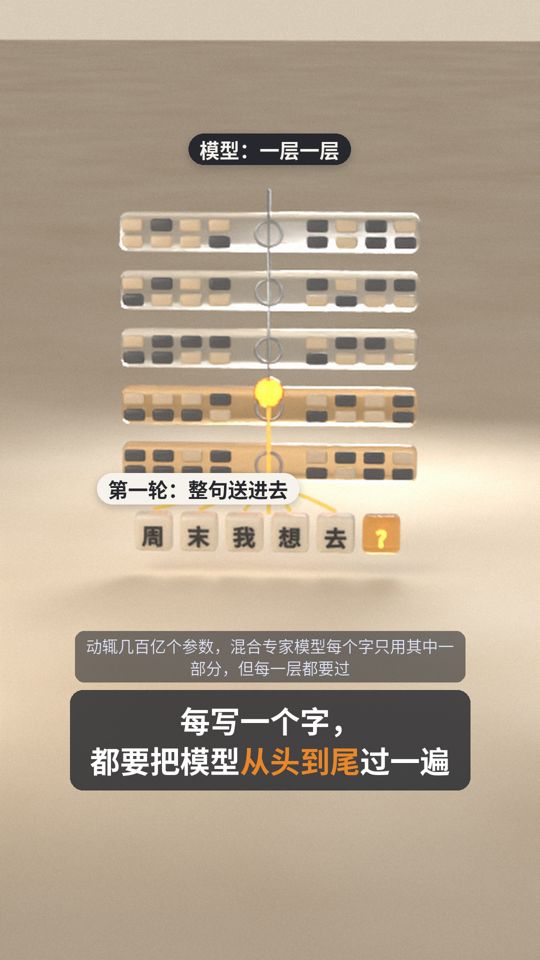 模型：一层一层
第一轮：整句送进去
周末我想去？
动辄几百亿个参数，混合专家模型每个字只用其中一
部分，但每一层都要过
每写一个字，
都要把模型从头到尾过一遍